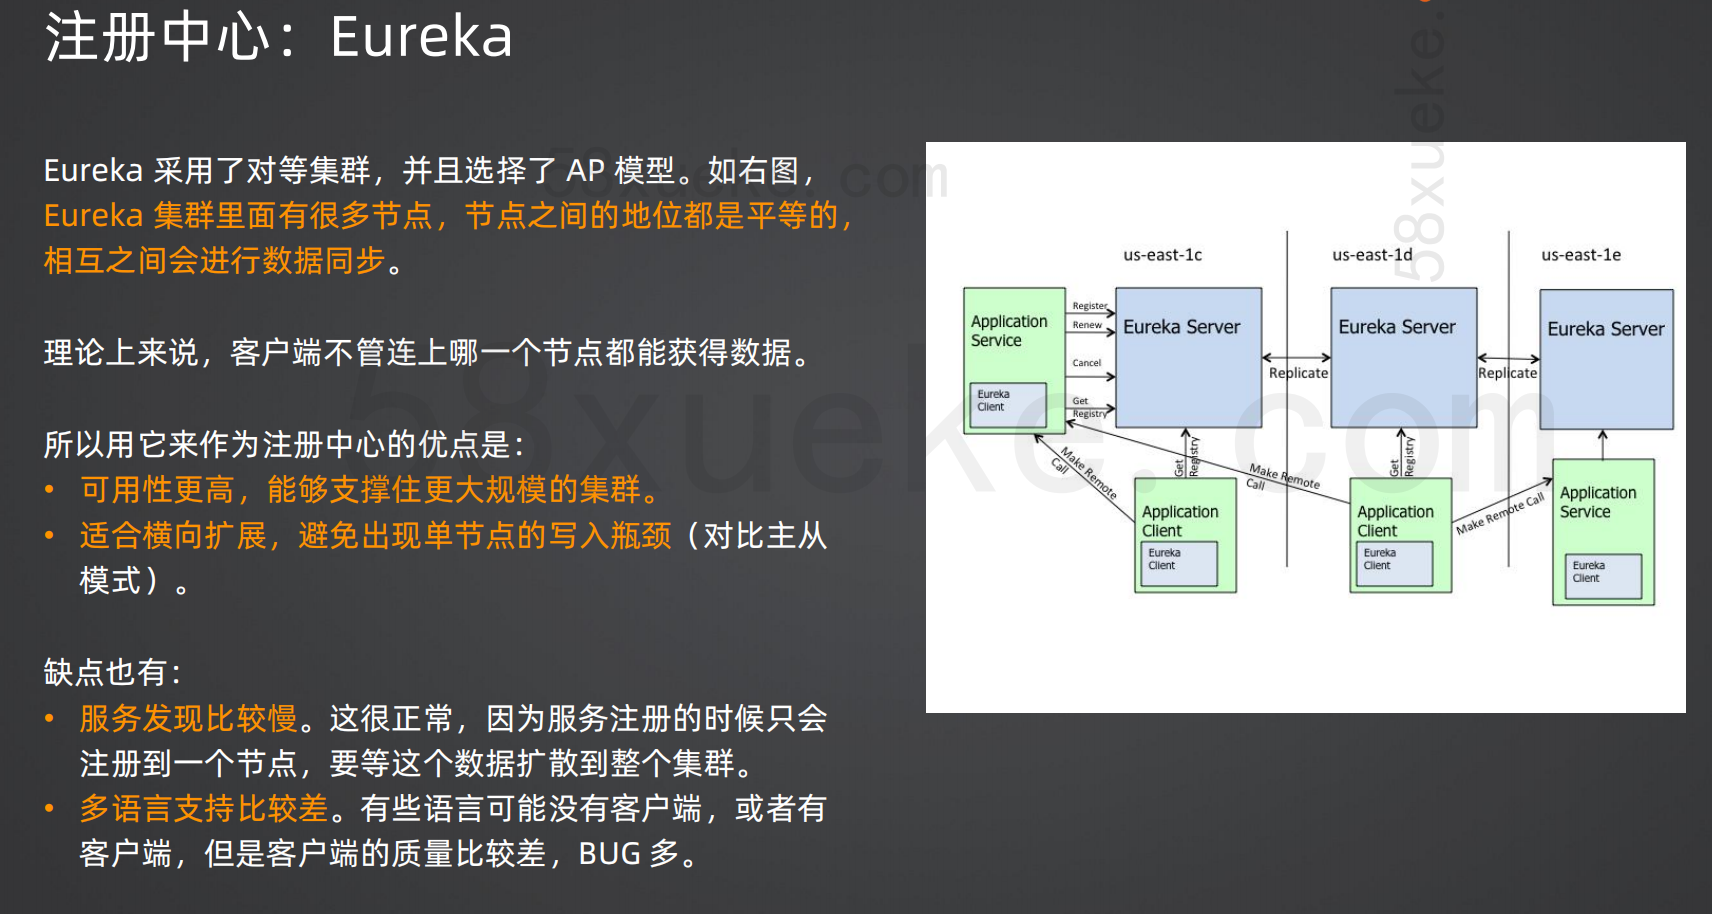 注册中心：Eureka
Eureka 采用了对等集群，并且选择了 AP 模型。如右图，
Eureka 集群里面有很多节点，节点之间的地位都是平等的，
相互之间会进行数据同步。
理论上来说，客户端不管连上哪一个节点都能获得数据。
所以用它来作为注册中心的优点是：
• 可用性更高，能够支撑住更大规模的集群。
• 适合横向扩展，避免出现单节点的写入瓶颈（对比主从
模式）。
缺点也有：
• 服务发现比较慢。这很正常，因为服务注册的时候只会
注册到一个节点，要等这个数据扩散到整个集群。
• 多语言支持比较差。有些语言可能没有客户端，或者有
客户端，但是客户端的质量比较差，BUG 多。
us-east-1c
us-east-1d
us-east-1e
Application
Service
Eureka
Client
Register
Renew
Cancel
Get
Registry
Eureka Server
Replicate
Eureka Server
Replicate
Eureka Server
Make Remote
Call
Get
Registry
Make Remote
Call
Get
Registry
Make Remote Call
Application
Client
Eureka
Client
Application
Client
Eureka
Client
Application
Service
Eureka
Client
58xueke.com
58xueke.com
58xueke.